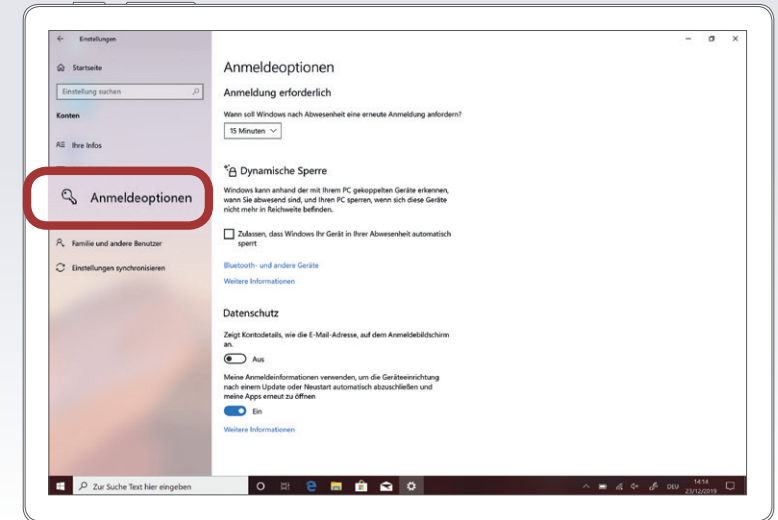 Einstellungen
Startseite
Einstellung suchen
Konten
Ihre Infos
Anmeldeoptionen
Familie und andere Benutzer
Einstellungen synchronisieren
Anmeldeoptionen
Anmeldung erforderlich
Wann soll Windows nach Abwesenheit eine erneute Anmeldung anfordern?
15 Minuten
Dynamische Sperre
Windows kann anhand der mit Ihrem PC gekoppelten Geräte erkennen,
wann Sie abwesend sind, und Ihren PC sperren, wenn sich diese Geräte
nicht mehr in Reichweite befinden.
Zulassen, dass Windows Ihr Gerät in Ihrer Abwesenheit automatisch
sperrt
Bluetooth- und andere Geräte
Weitere Informationen
Datenschutz
Zeigt Kontodetails, wie die E-Mail-Adresse, auf dem Anmeldebildschirm
an.
Aus
Meine Anmeldeinformationen verwenden, um die Geräteeinrichtung
nach einem Update oder Neustart automatisch abzuschließen und
meine Apps erneut zu öffnen
Ein
Weitere Informationen
Zur Suche Text hier eingeben
DEU
14:14
23/12/2019